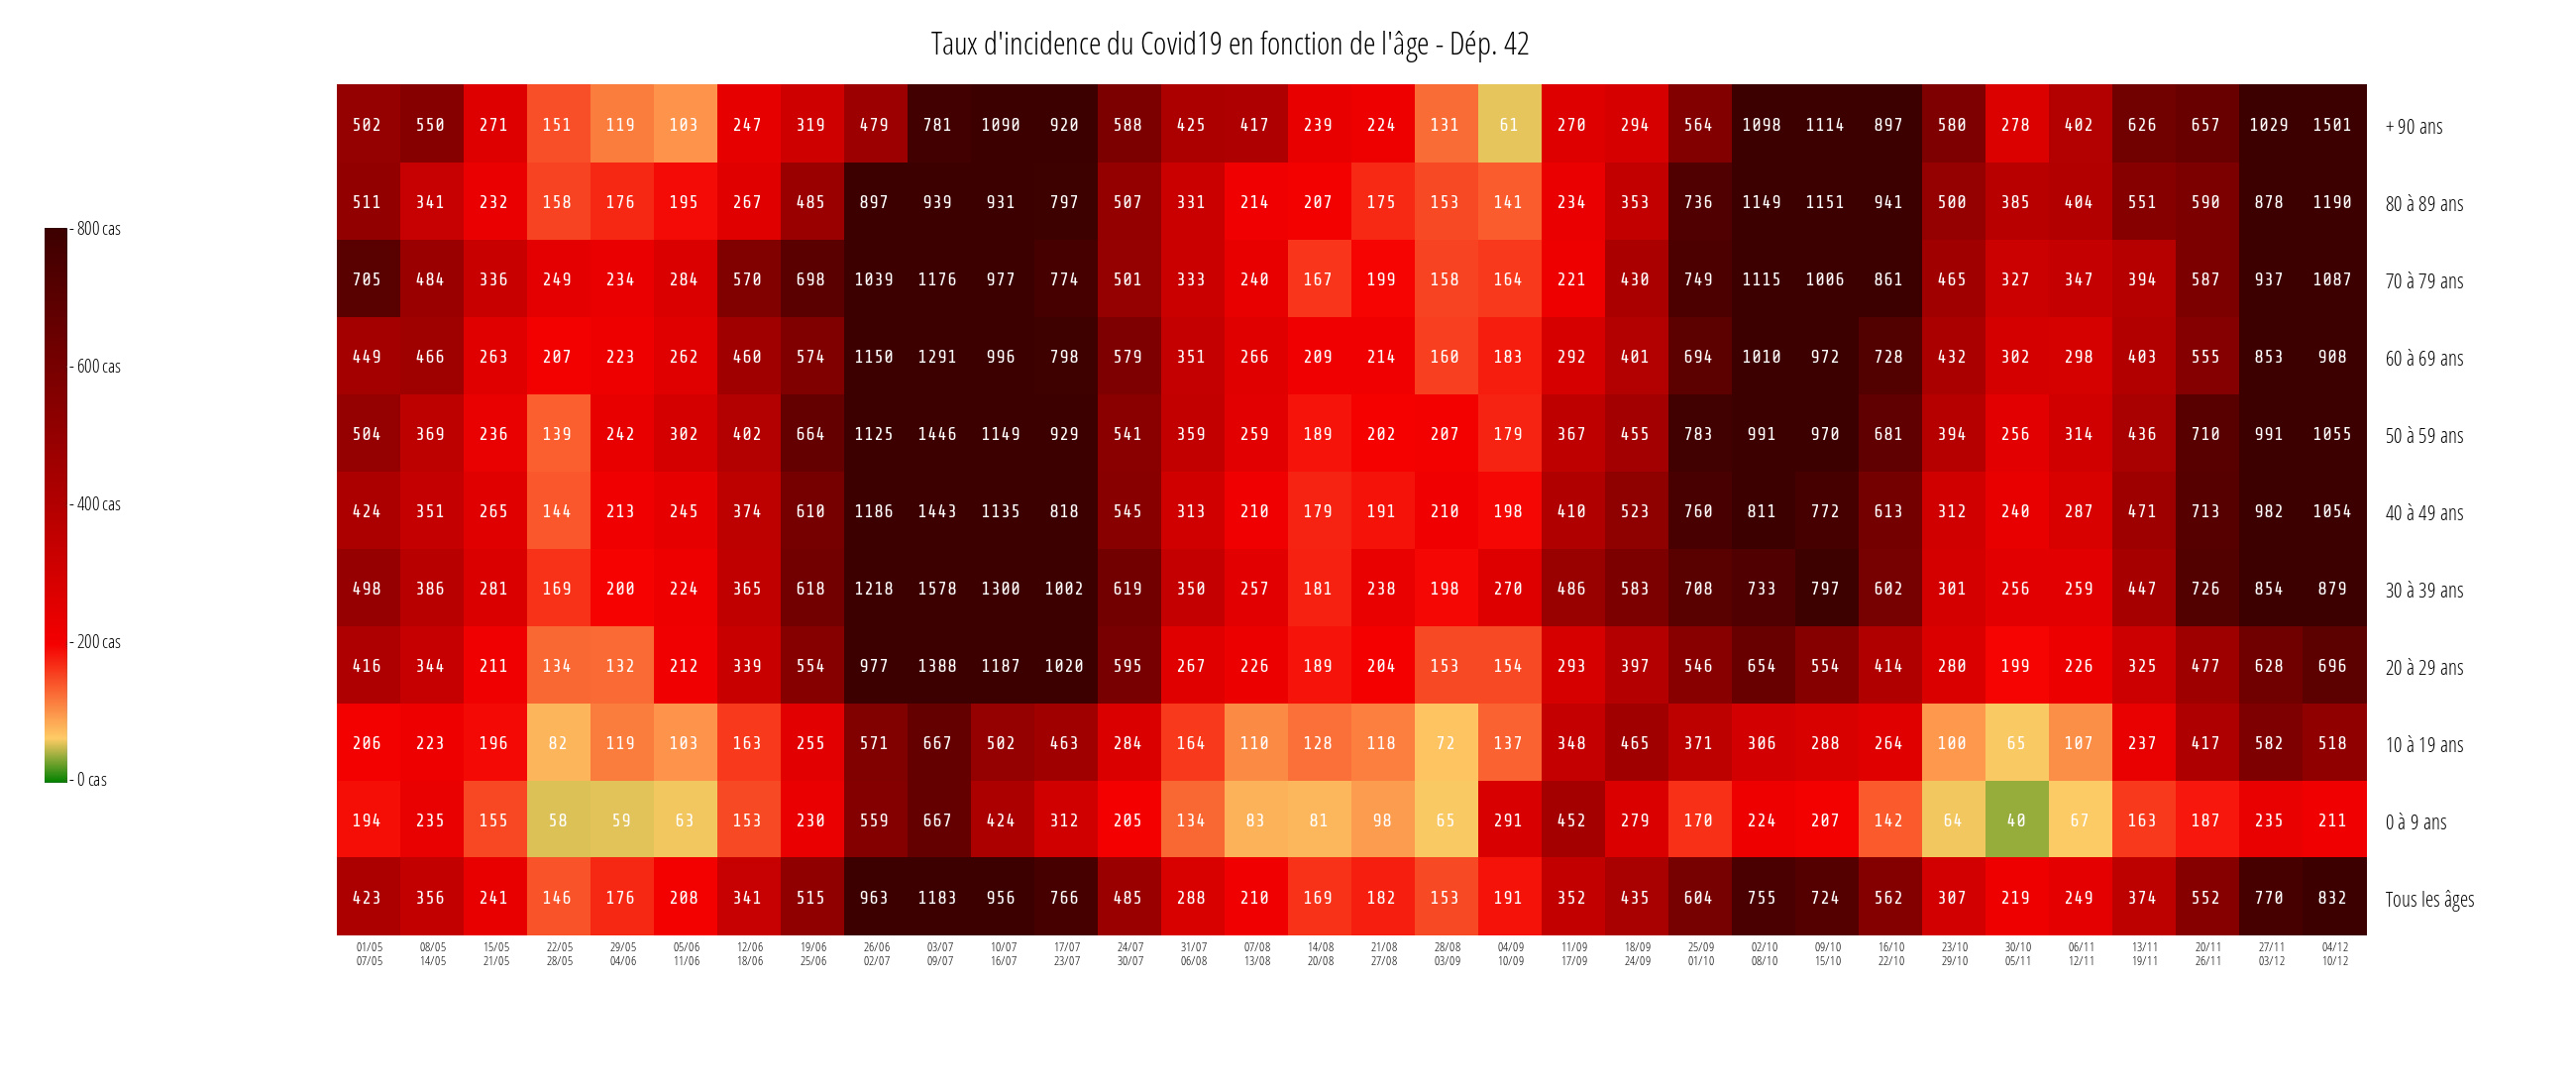 Taux d'incidence du Covid19 en fonction de l'âge - Dép. 42
502 550 271 151 119 103 247 319 479 781 1090 920 588 425 417 239 224 131 61 270 294 564 1098 1114 897 580 278 402 626 657 1029 1501 + 90 ans
511 341 232 158 176 195 267 485 897 939 931 797 507 331 214 207 175 153 141 234 353 736 1149 1151 941 500 385 404 551 590 878 1190 80 à 89 ans
- 800 cas
705 484 336 249 234 284 570 698 1039 1176 977 774 501 333 240 167 199 158 164 221 430 749 1115 1006 861 465 327 347 394 587 937 1087 70 à 79 ans
449 466 263 207 223 262 460 574 1150 1291 996 798 579 351 266 209 214 160 183 292 401 694 1010 972 728 432 302 298 403 555 853 908 60 à 69 ans
- 600 cas
504 369 236 139 242 302 402 664 1125 1446 1149 929 541 359 259 189 202 207 179 367 455 783 991 970 681 394 256 314 436 710 991 1055 50 à 59 ans
- 400 cas
424 351 265 144 213 245 374 610 1186 1443 1135 818 545 313 210 179 191 210 198 410 523 760 811 772 613 312 240 287 471 713 982 1054 40 à 49 ans
498 386 281 169 200 224 365 618 1218 1578 1300 1002 619 350 257 181 238 198 270 486 583 708 733 797 602 301 256 259 447 726 854 879 30 à 39 ans
- 200 cas
416 344 211 134 132 212 339 554 977 1388 1187 1020 595 267 226 189 204 153 154 293 397 546 654 554 414 280 199 226 325 477 628 696 20 à 29 ans
206 223 196 82 119 103 163 255 571 667 502 463 284 164 110 128 118 72 137 348 465 371 306 288 264 100 65 107 237 417 582 518 10 à 19 ans
- 0 cas
194 235 155 58 59 63 153 230 559 667 424 312 205 134 83 81 98 65 291 452 279 170 224 207 142 64 40 67 163 187 235 211 0 à 9 ans
423 356 241 146 176 208 341 515 963 1183 956 766 485 288 210 169 182 153 191 352 435 604 755 724 562 307 219 249 374 552 770 832 Tous les âges
01/05 08/05 15/05 22/05 29/05 05/06 12/06 19/06 26/06 03/07 10/07 17/07 24/07 31/07 07/08 14/08 21/08 28/08 04/09 11/09 18/09 25/09 02/10 09/10 16/10 23/10 30/10 06/11 13/11 20/11 27/11 04/12
07/05 14/05 21/05 28/05 04/06 11/06 18/06 25/06 02/07 09/07 16/07 23/07 30/07 06/08 13/08 20/08 27/08 03/09 10/09 17/09 24/09 01/10 08/10 15/10 22/10 29/10 05/11 12/11 19/11 26/11 03/12 10/12